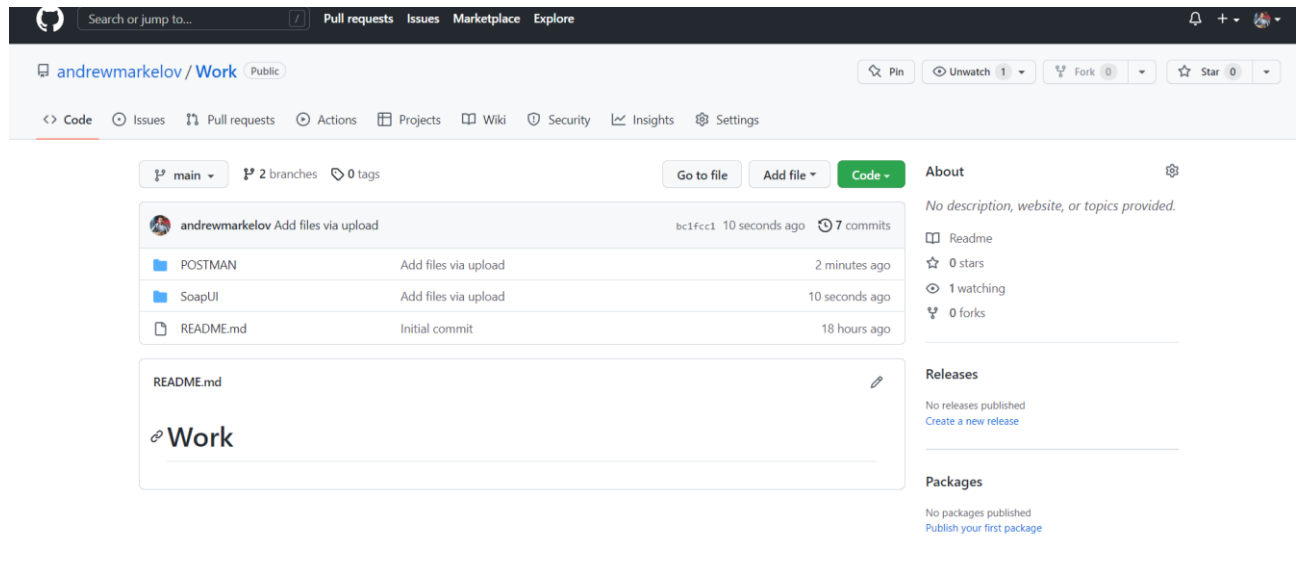 Search or jump to... / Pull requests Issues Marketplace Explore
andrewmarkelov / Work Public Pin Unwatch 1 Fork 0 Star 0
<> Code Issues Pull requests Actions Projects Wiki Security Insights Settings
main 2 branches 0 tags Go to file Add file Code
andrewmarkelov Add files via upload bc1fcc1 10 seconds ago 7 commits
POSTMAN Add files via upload 2 minutes ago
SoapUI Add files via upload 10 seconds ago
README.md Initial commit 18 hours ago
README.md
Work
About
No description, website, or topics provided.
Readme
0 stars
1 watching
0 forks
Releases
No releases published
Create a new release
Packages
No packages published
Publish your first package